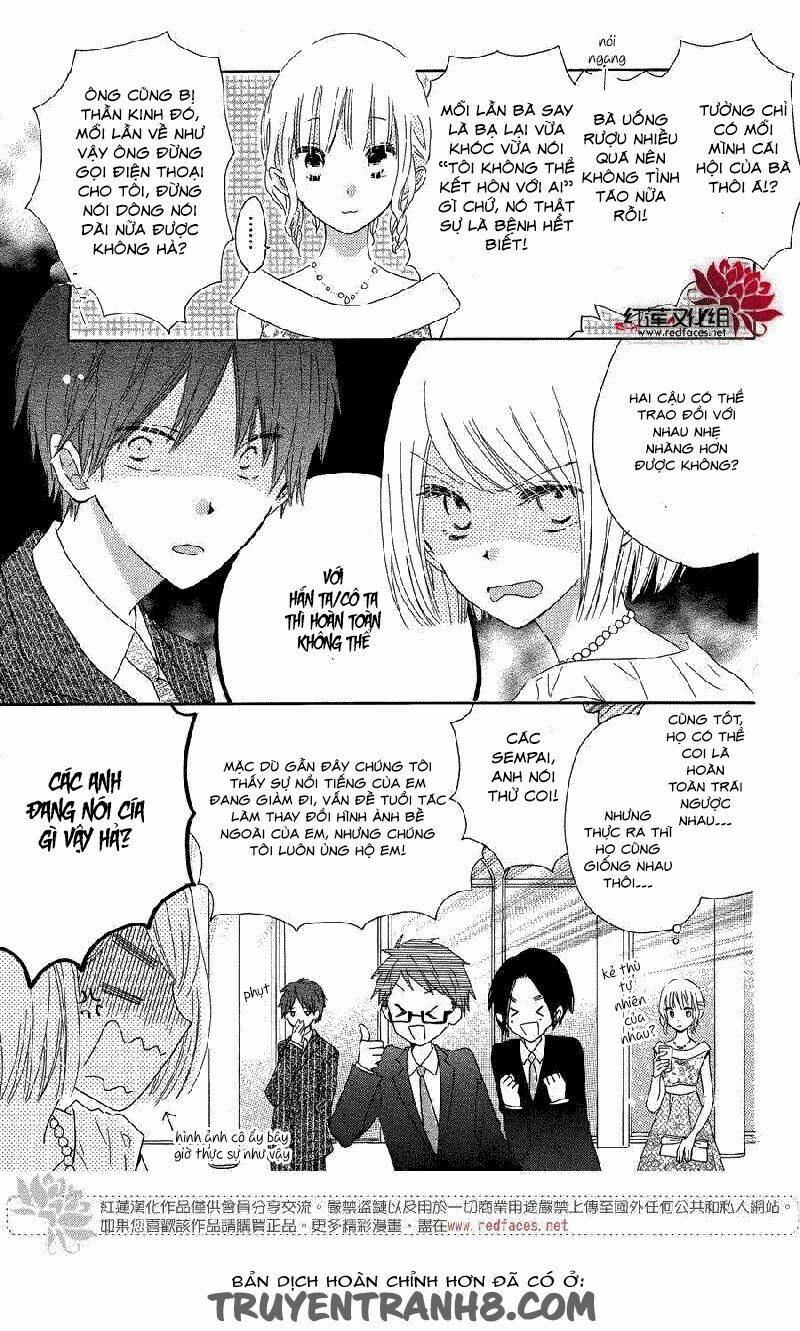 TƯỞNG CHỈ
CÓ MỖI
MÌNH CÁI
HỘI CỦA BÀ
THÔI Ã!?
nói
ngang
BÀ UỐNG
RƯỢU NHIỀU
QUÁ NÊN
KHÔNG TỈNH
TÁO NỮA
RỒI!
MỖI LẦN BÀ SAY
LÀ BẠ LẠI VỪA
KHÓC VỪA NÓI
“TÔI KHÔNG THỂ
KẾT HÔN VỚI AI”
GÌ CHỨ, NÓ THẬT
SỰ LÀ BỆNH HẾT
BIẾT!
ÔNG CŨNG BỊ
THẦN KINH ĐÓ,
MỖI LẦN VỀ NHƯ
VẬY ÔNG ĐỪNG
GỌI ĐIỆN THOẠI
CHO TÔI, ĐỪNG
NÓI DÔNG NÓI
DÀI NỮA ĐƯỢC
KHÔNG HẢ?
红莲汉化组
www.redfaces.net
HAI CẬU CÓ THỂ
TRAO ĐỔI VỚI
NHAU NHẸ
NHÀNG HƠN
ĐƯỢC KHÔNG?
VỚI
HẮN TA/CÔ TA
THÌ HOÀN TOÀN
KHÔNG THỂ
CŨNG TỐT,
HỌ CÓ THỂ
COI LÀ
HOÀN
TOÀN TRÁI
NGƯỢC
NHAU...
NHƯNG
THỰC RA THÌ
HỌ CŨNG
GIỐNG NHAU
THÔI...
CÁC
SEMPAI,
ANH NÓI
THỬ COI!
MẶC DÙ GẦN ĐÂY CHÚNG TÔI
THẤY SỰ NỔI TIẾNG CỦA EM
ĐANG GIẢM ĐI, VẤN ĐỀ TUỔI TÁC
LÀM THAY ĐỔI HÌNH ẢNH BỀ
NGOÀI CỦA EM, NHƯNG CHÚNG
TÔI LUÔN ỦNG HỘ EM!
CÁC ANH
ĐANG NÓI CÍA
GÌ VẬY HẢ?
kẻ thù
tự
nhiên
của
nhau?
phụt
hình ảnh cô ấy bây
giờ thực sự như vậy
紅蓮漢化作品僅供會員分享交流。嚴禁盜鏈以及用於一切商業用途嚴禁上傳至國外任何公共和私人網站。
如果您喜歡該作品請購買正品。更多精彩漫畫，盡在www.redfaces.net
BẢN DỊCH HOÀN CHỈNH HƠN ĐÃ CÓ Ở:
TRUYENTRANH8.COM